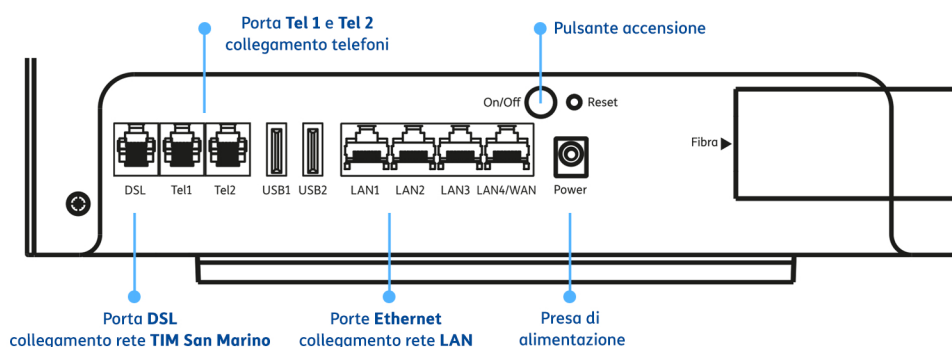 Porta Tel 1 e Tel 2
collegamento telefoni
Pulsante accensione
On/Off
Reset
Fibra
DSL Tel1 Tel2 USB1 USB2 LAN1 LAN2 LAN3 LAN4/WAN Power
Porta DSL
collegamento rete TIM San Marino
Porte Ethernet
collegamento rete LAN
Presa di
alimentazione